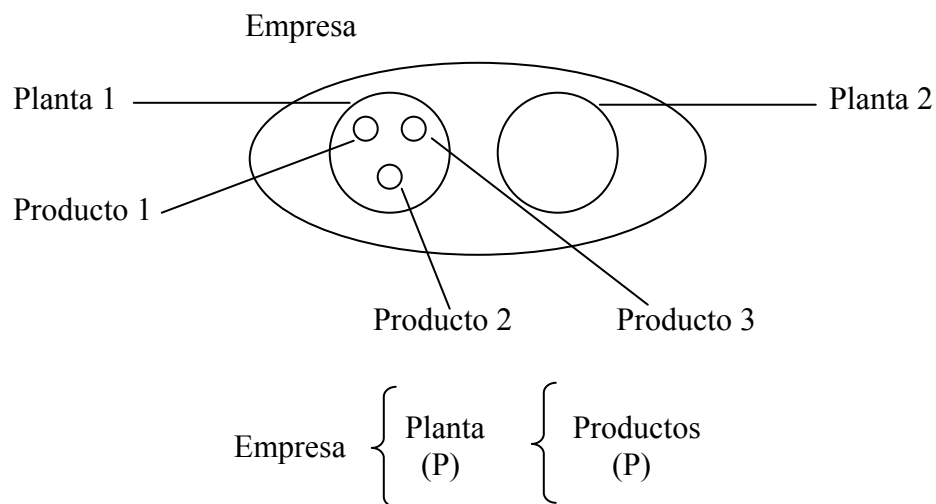 Empresa
Planta 1
Planta 2
Producto 1
Producto 2
Producto 3
Empresa
Planta
(P)
Productos
(P)